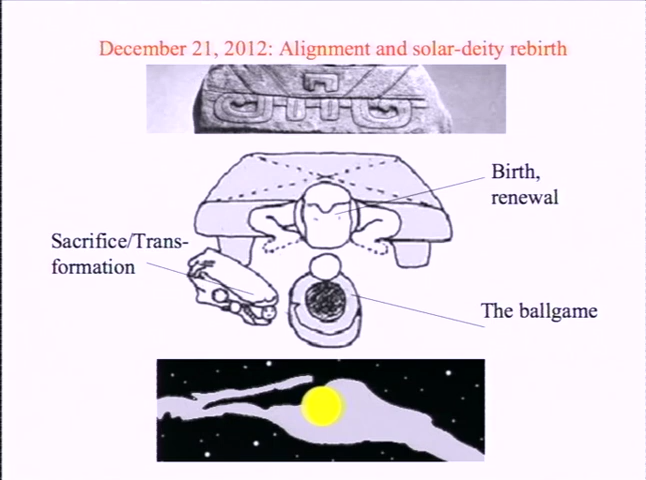 December 21, 2012: Alignment and solar-deity rebirth
Birth,
renewal
Sacrifice/Trans-
formation
The ballgame